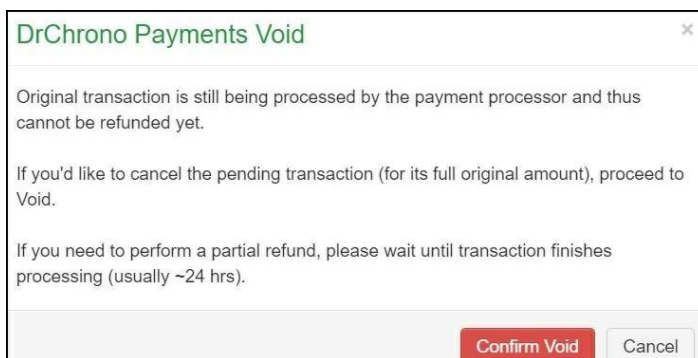 DrChrono Payments Void
×
Original transaction is still being processed by the payment processor and thus
cannot be refunded yet.
If you'd like to cancel the pending transaction (for its full original amount), proceed to
Void.
If you need to perform a partial refund, please wait until transaction finishes
processing (usually ~24 hrs).
Confirm Void
Cancel